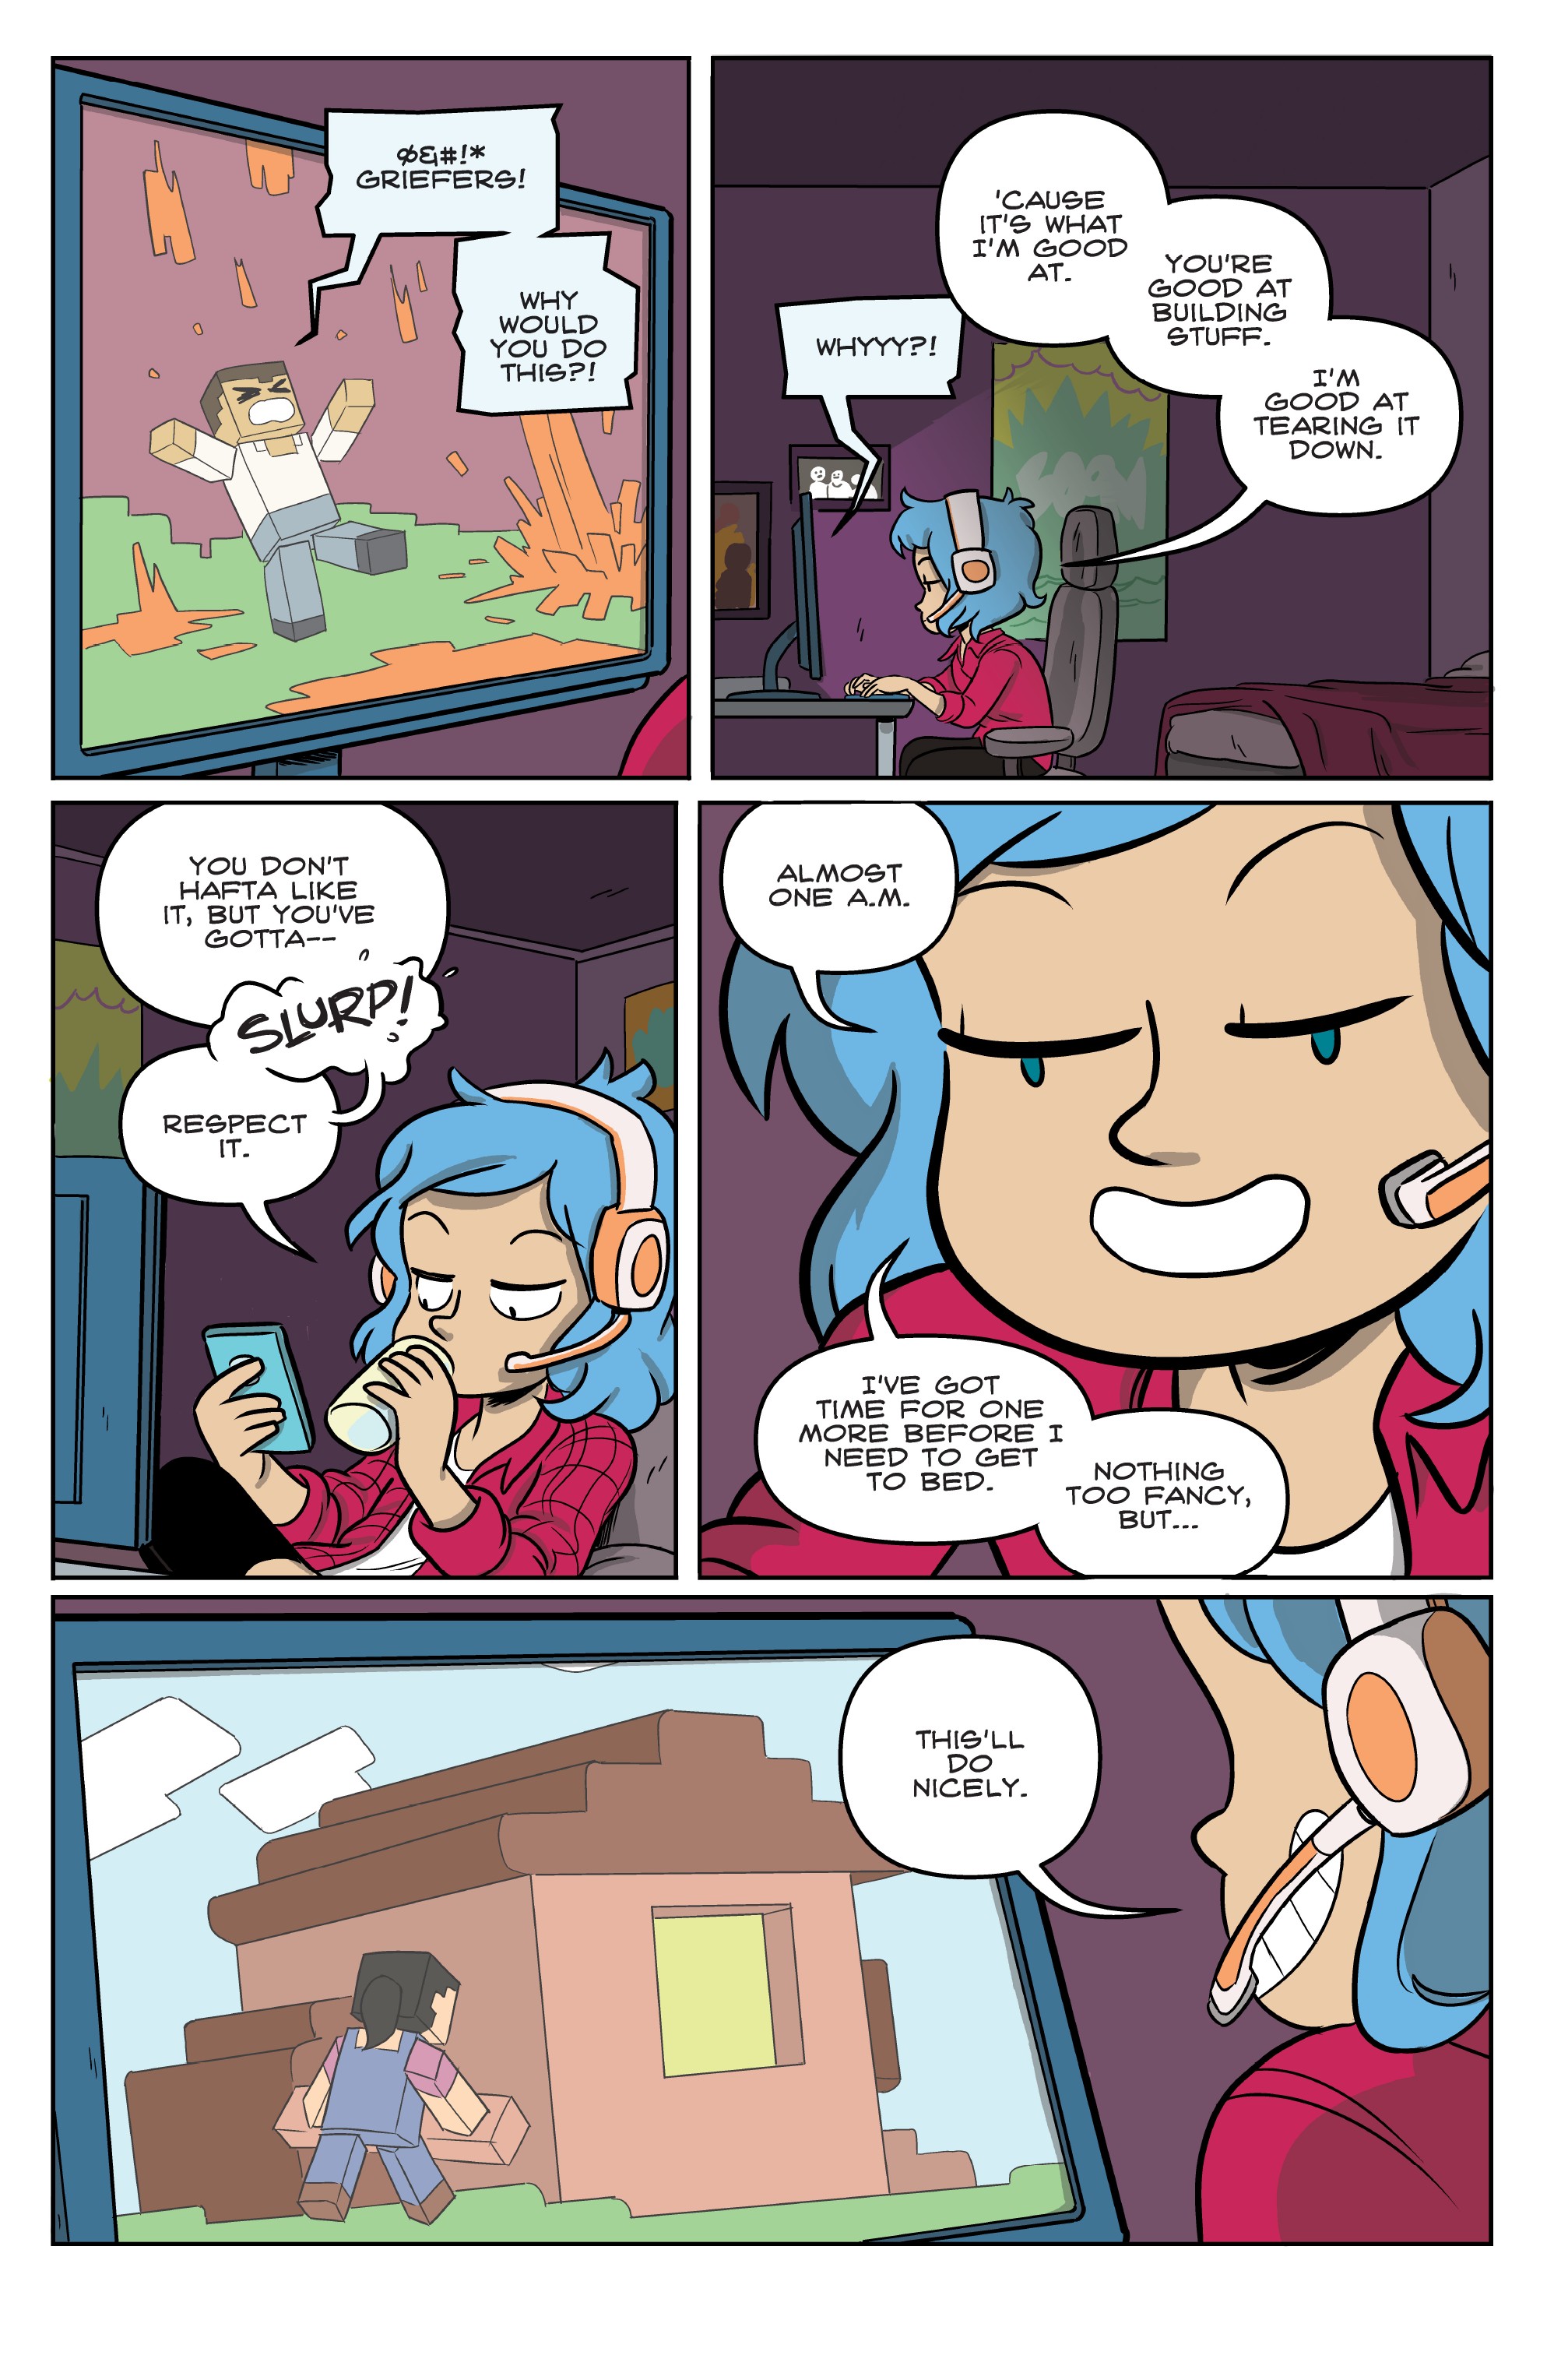 $&#!*
GRIEFERS!
WHY
WOULD
YOU DO
THIS?!
WHYYY?!
'CAUSE
IT'S WHAT
I'M GOOD
AT.
YOU'RE
GOOD AT
BUILDING
STUFF.
I'M
GOOD AT
TEARING IT
DOWN.
SOON
YOU DON'T
HAFTA LIKE
IT, BUT YOU'VE
GOTTA--
SLURP!
RESPECT
IT.
ALMOST
ONE A.M.
I'VE GOT
TIME FOR ONE
MORE BEFORE I
NEED TO GET
TO BED.
NOTHING
TOO FANCY,
BUT...
THIS'LL
DO
NICELY.